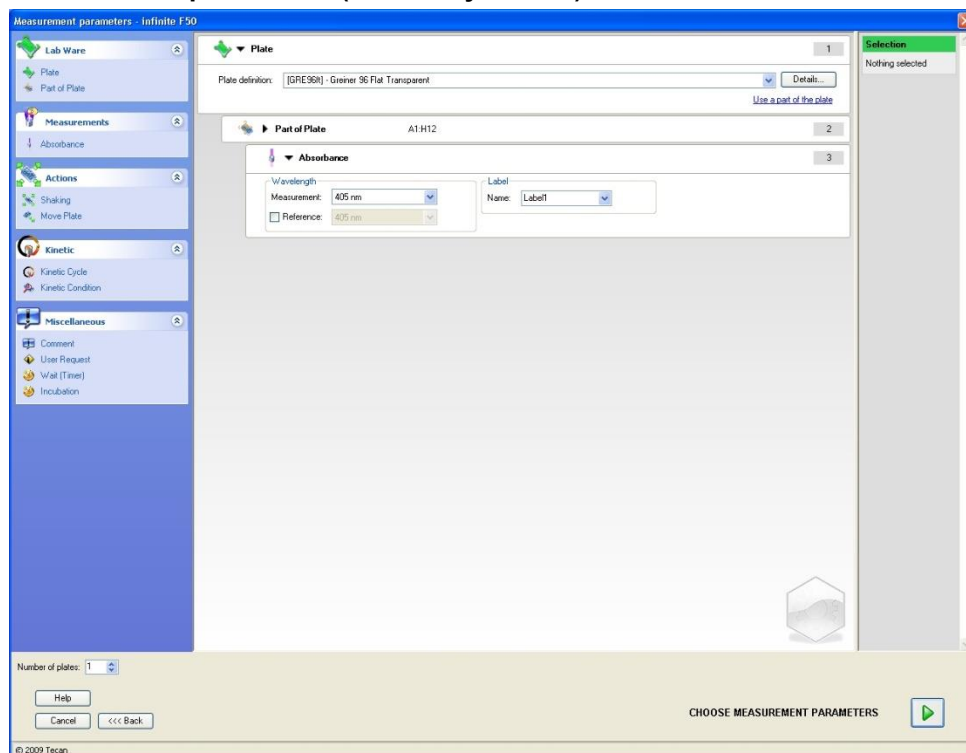 Measurement parameters - infinite F50
Lab Ware
Plate
Part of Plate
Measurements
Absorbance
Actions
Shaking
Move Plate
Kinetic
Kinetic Cycle
Kinetic Condition
Miscellaneous
Comment
User Request
Wait (Timer)
Incubation
Plate 1
Plate definition: [GRE96ft] - Greiner 96 Flat Transparent Details...
Use a part of the plate
Part of Plate A1:H12 2
Absorbance 3
Wavelength
Measurement: 405 nm
Reference: 405 nm
Label
Name: Label1
Selection
Nothing selected
Number of plates: 1
Help
Cancel <<< Back
CHOOSE MEASUREMENT PARAMETERS
© 2009 Tecan